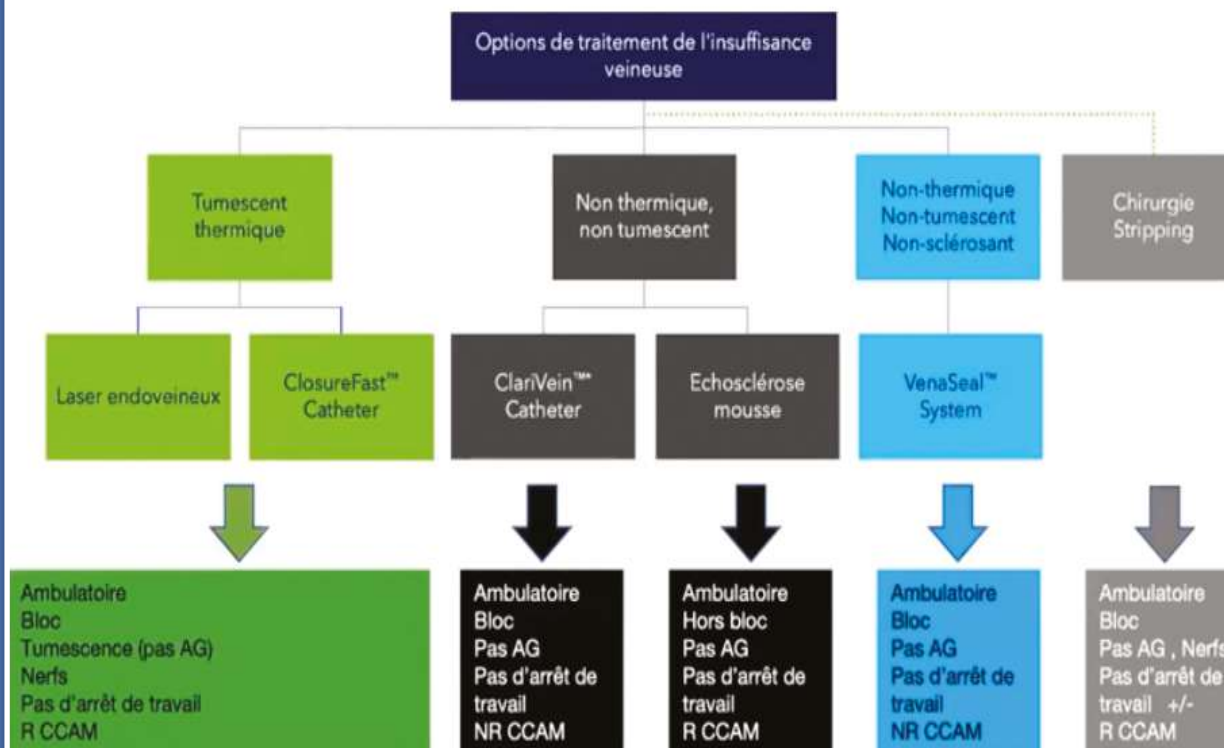 Options de traitement de l'insuffisance
veineuse
Tumescent
thermique
Non thermique,
non tumescent
Non-thermique
Non-tumescent
Non-sclérosant
Chirurgie
Stripping
Laser endoveineux
ClosureFast™
Catheter
ClariVein™*
Catheter
Echosclérose
mousse
VenaSeal™
System
Ambulatoire
Bloc
Tumescence (pas AG)
Nerfs
Pas d'arrêt de travail
R CCAM
Ambulatoire
Bloc
Pas AG
Pas d'arrêt de
travail
NR CCAM
Ambulatoire
Hors bloc
Pas AG
Pas d'arrêt de
travail
R CCAM
Ambulatoire
Bloc
Pas AG
Pas d'arrêt de
travail
NR CCAM
Ambulatoire
Bloc
Pas AG , Nerfs
Pas d'arrêt de
travail +/-
R CCAM